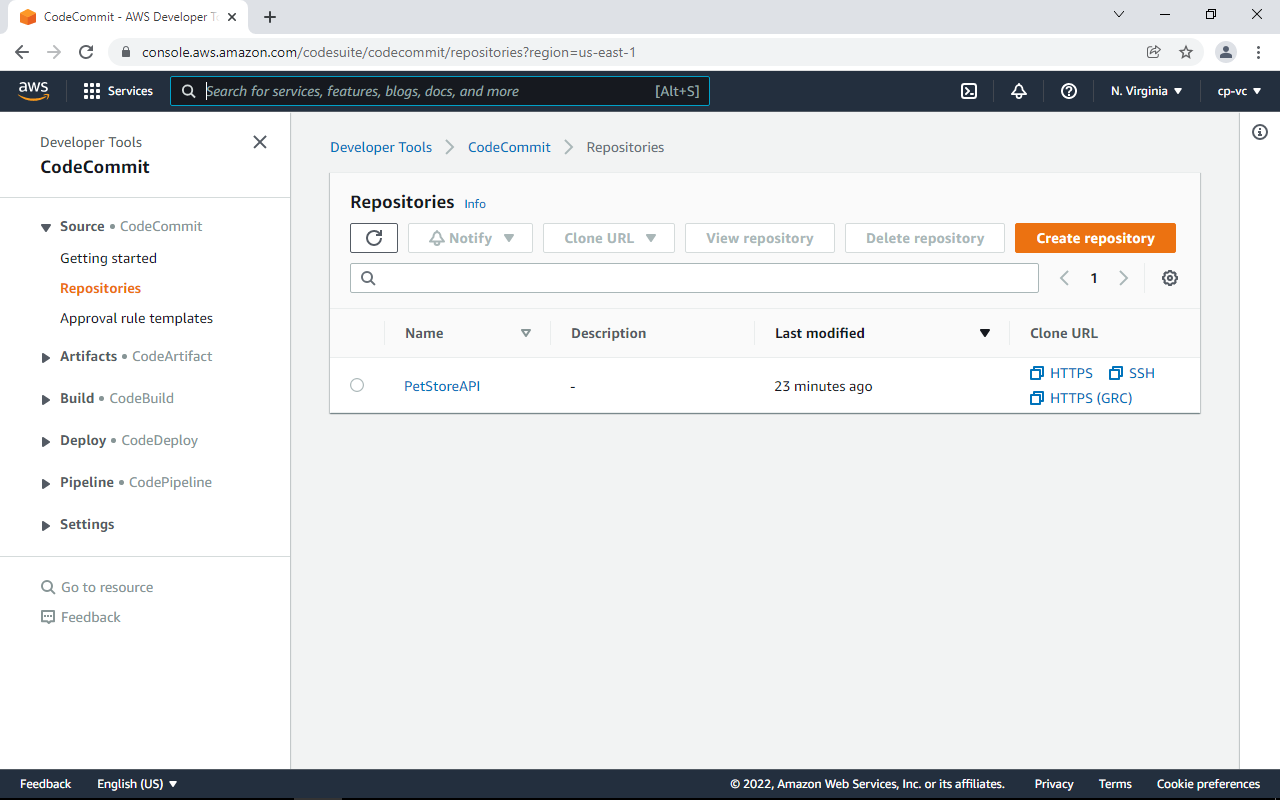 CodeCommit - AWS Developer To
console.aws.amazon.com/codesuite/codecommit/repositories?region=us-east-1
aws
Services
Search for services, features, blogs, docs, and more
[Alt+S]
N. Virginia
cp-vc
Developer Tools
CodeCommit
Source • CodeCommit
Getting started
Repositories
Approval rule templates
Artifacts • CodeArtifact
Build • CodeBuild
Deploy • CodeDeploy
Pipeline • CodePipeline
Settings
Go to resource
Feedback
Developer Tools
CodeCommit
Repositories
Repositories Info
Notify
Clone URL
View repository
Delete repository
Create repository
1
Name
Description
Last modified
Clone URL
PetStoreAPI
-
23 minutes ago
HTTPS
SSH
HTTPS (GRC)
Feedback
English (US)
© 2022, Amazon Web Services, Inc. or its affiliates.
Privacy
Terms
Cookie preferences